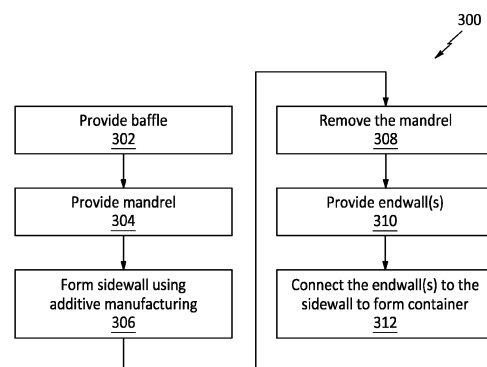 300
Provide baffle
302
Provide mandrel
304
Form sidewall using
additive manufacturing
306
Remove the mandrel
308
Provide endwall(s)
310
Connect the endwall(s) to the
sidewall to form container
312